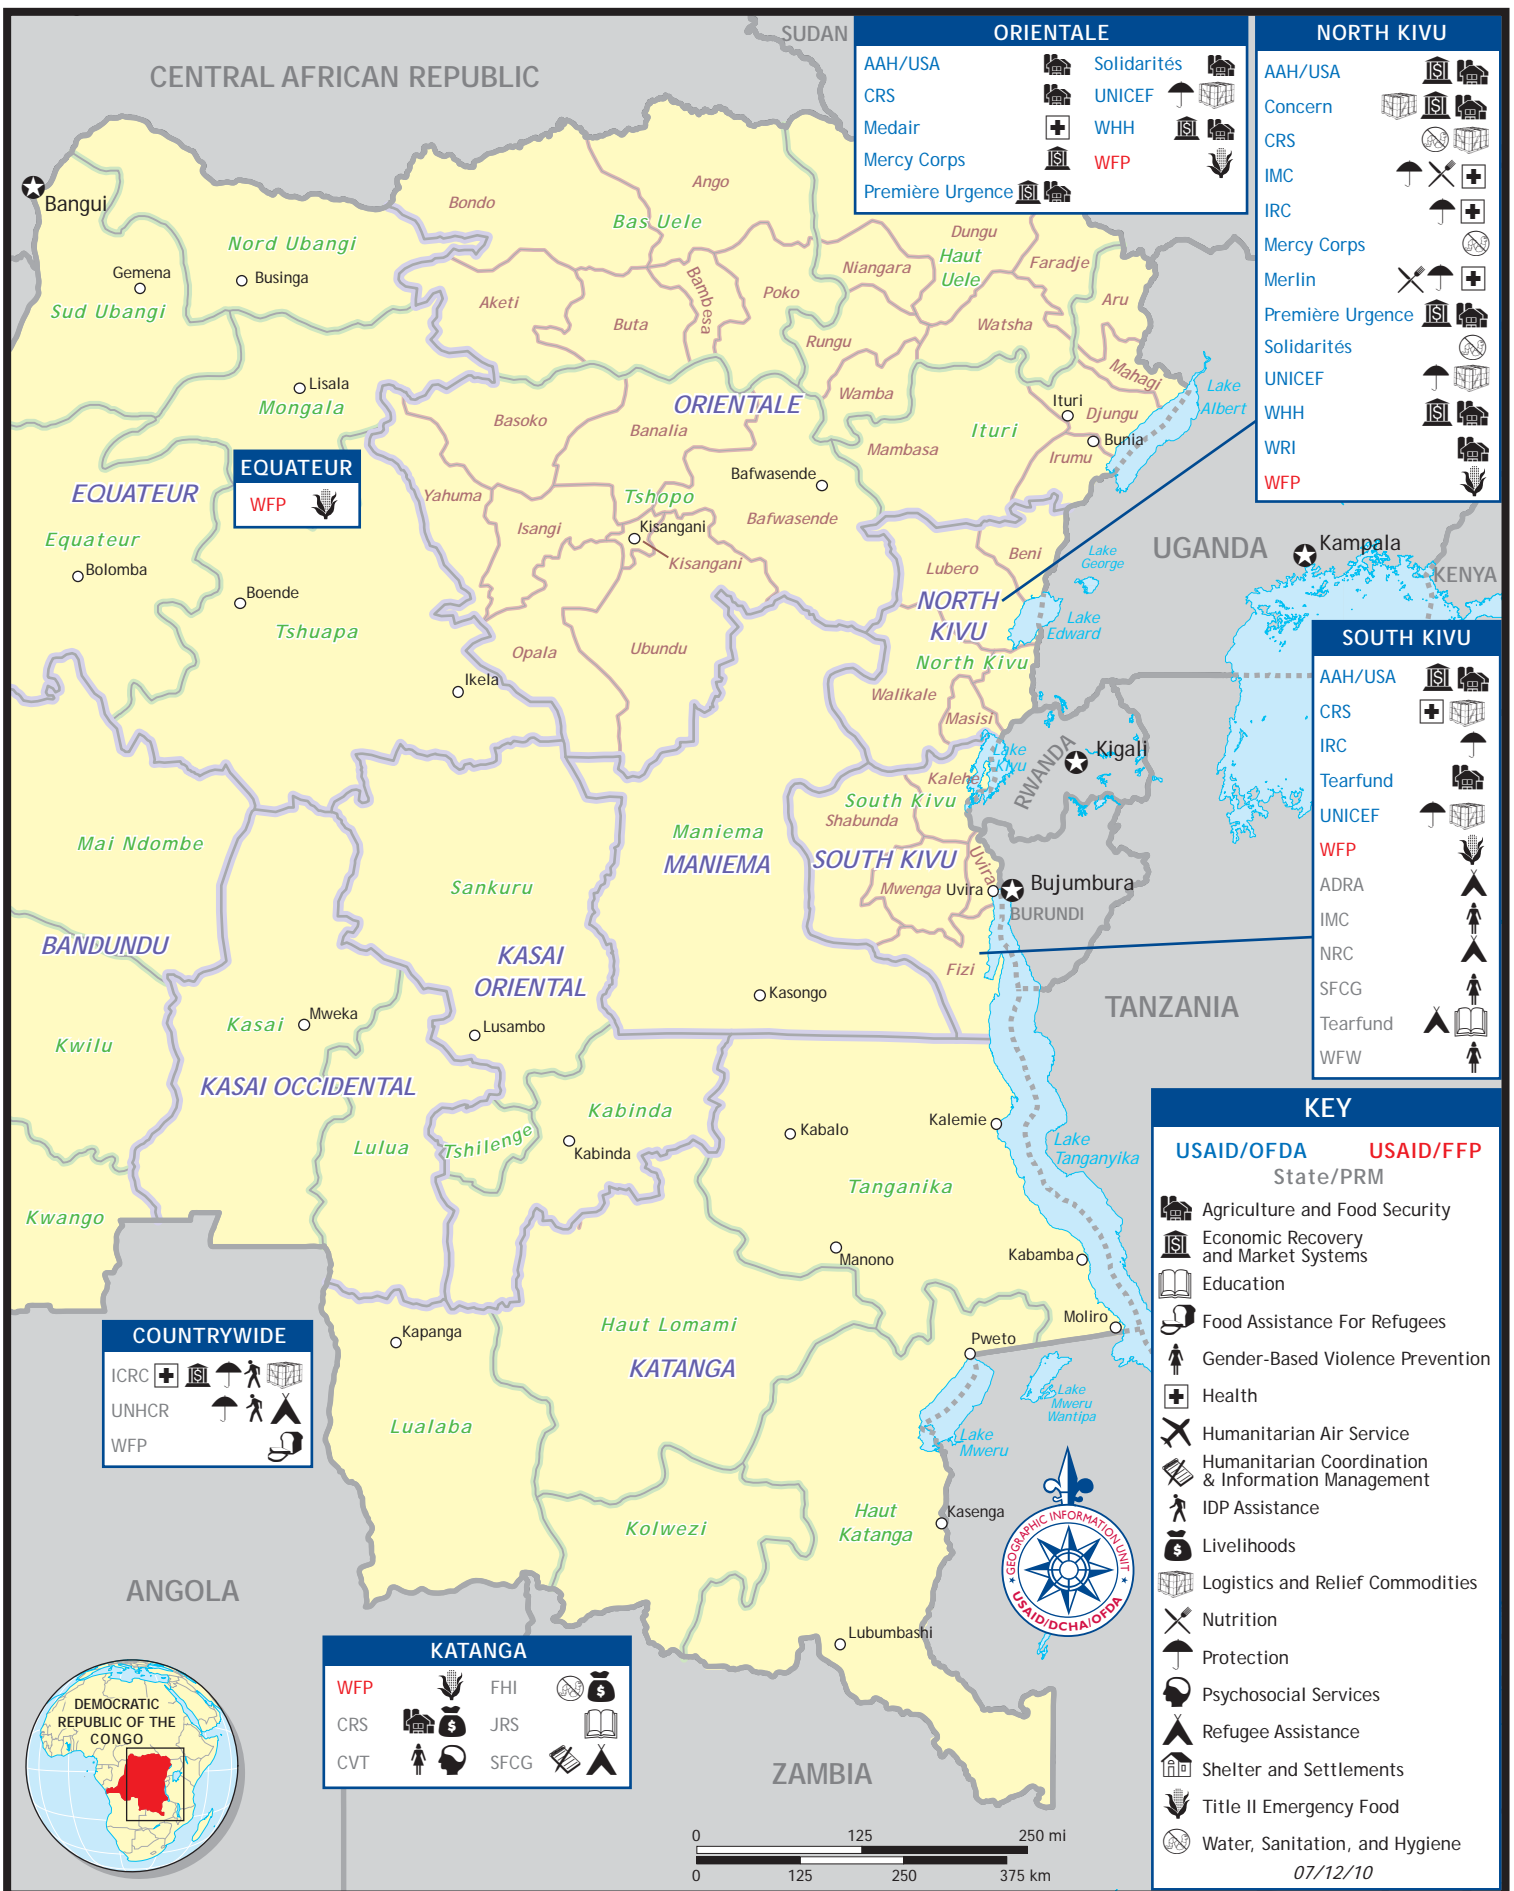 SUDAN
CENTRAL AFRICAN REPUBLIC
ORIENTALE
AAH/USA
CRS
Medair
Mercy Corps
Première Urgence
Solidarités
UNICEF
WHH
WFP
NORTH KIVU
AAH/USA
Concern
CRS
IMC
IRC
Mercy Corps
Merlin
Première Urgence
Solidarités
UNICEF
WHH
WRI
WFP
Bangui
Bondo
Ango
Bas Uele
Nord Ubangi
Gemena
Businga
Sud Ubangi
Dungu
Haut
Uele
Faradje
Niangara
Aketi
Buta
Bambesa
Poko
Aru
Watsha
Rungu
Mahagi
Lake
Albert
Lisala
Mongala
Wamba
ORIENTALE
Ituri
Djungu
Basoko
Banalia
Ituri
Bunia
Mambasa
Irumu
EQUATEUR
WFP
EQUATEUR
Bafwasende
Yahuma
Tshopo
Isangi
Kisangani
Bafwasende
Kisangani
Equateur
Bolomba
Boende
Tshuapa
Beni
Lubero
Lake
George
UGANDA
Kampala
KENYA
NORTH
KIVU
Lake
Edward
North Kivu
Opala
Ubundu
Ikela
Walikale
Masisi
SOUTH KIVU
AAH/USA
CRS
IRC
Tearfund
UNICEF
WFP
ADRA
IMC
NRC
SFCG
Tearfund
WFW
Lake
Kivu
RWANDA
Kigali
Kalehe
South Kivu
Shabunda
Mai Ndombe
Maniema
MANIEMA
SOUTH KIVU
Uvira
Mwenga
Uvira
Bujumbura
BURUNDI
Sankuru
BANDUNDU
KASAI
ORIENTAL
Fizi
Kasongo
TANZANIA
Kasai
Mweka
Lusambo
Kwilu
KASAI OCCIDENTAL
Kabinda
Kabalo
Kalemie
Lulua
Tshilenge
Kabinda
Lake
Tanganyika
Tanganika
Kwango
Manono
Kabamba
KEY
USAID/OFDA
USAID/FFP
State/PRM
Agriculture and Food Security
Economic Recovery
and Market Systems
Education
Food Assistance For Refugees
Gender-Based Violence Prevention
Health
Humanitarian Air Service
Humanitarian Coordination
& Information Management
IDP Assistance
Livelihoods
Logistics and Relief Commodities
Nutrition
Protection
Psychosocial Services
Refugee Assistance
Shelter and Settlements
Title II Emergency Food
Water, Sanitation, and Hygiene
07/12/10
COUNTRYWIDE
ICRC
UNHCR
WFP
Kapanga
Haut Lomami
KATANGA
Moliro
Pweto
Lake
Mweru
Wantipa
Lake
Mweru
Lualaba
Kolwezi
Haut
Katanga
Kasenga
GEOGRAPHIC INFORMATION UNIT
USAID/DCHA/OFDA
ANGOLA
Lubumbashi
KATANGA
WFP
CRS
CVT
FHI
JRS
SFCG
ZAMBIA
DEMOCRATIC
REPUBLIC OF THE
CONGO
0 125 250 mi
0 125 250 375 km